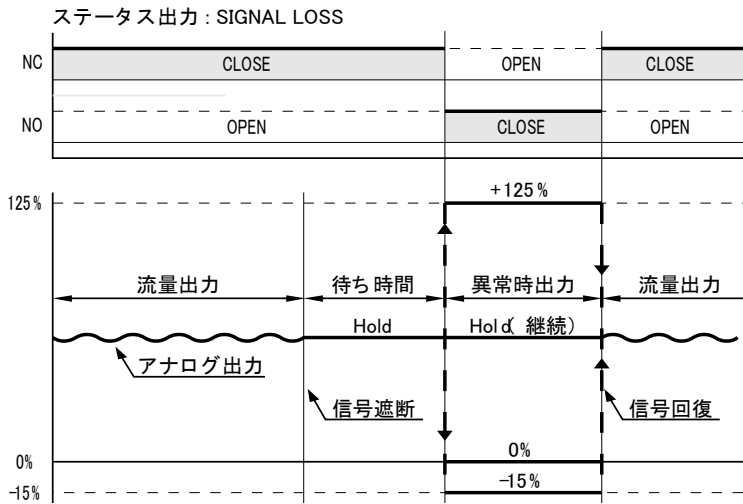 ステータス出力 : SIGNAL LOSS
NC CLOSE OPEN CLOSE
NO OPEN CLOSE OPEN
+125%
125%
流量出力 待ち時間 異常時出力 流量出力
Hold Hold( 継続)
アナログ出力
信号遮断 信号回復
0%
0%
-15%
-15%